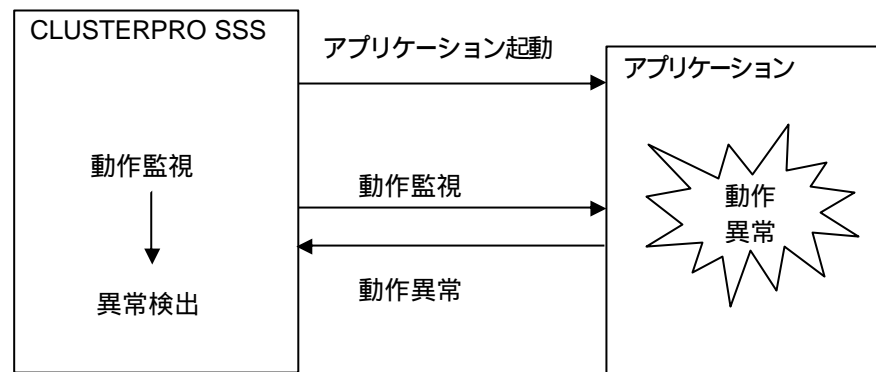 CLUSTERPRO SSS
アプリケーション起動
アプリケーション
動作監視
動作監視
動作
異常
動作異常
異常検出